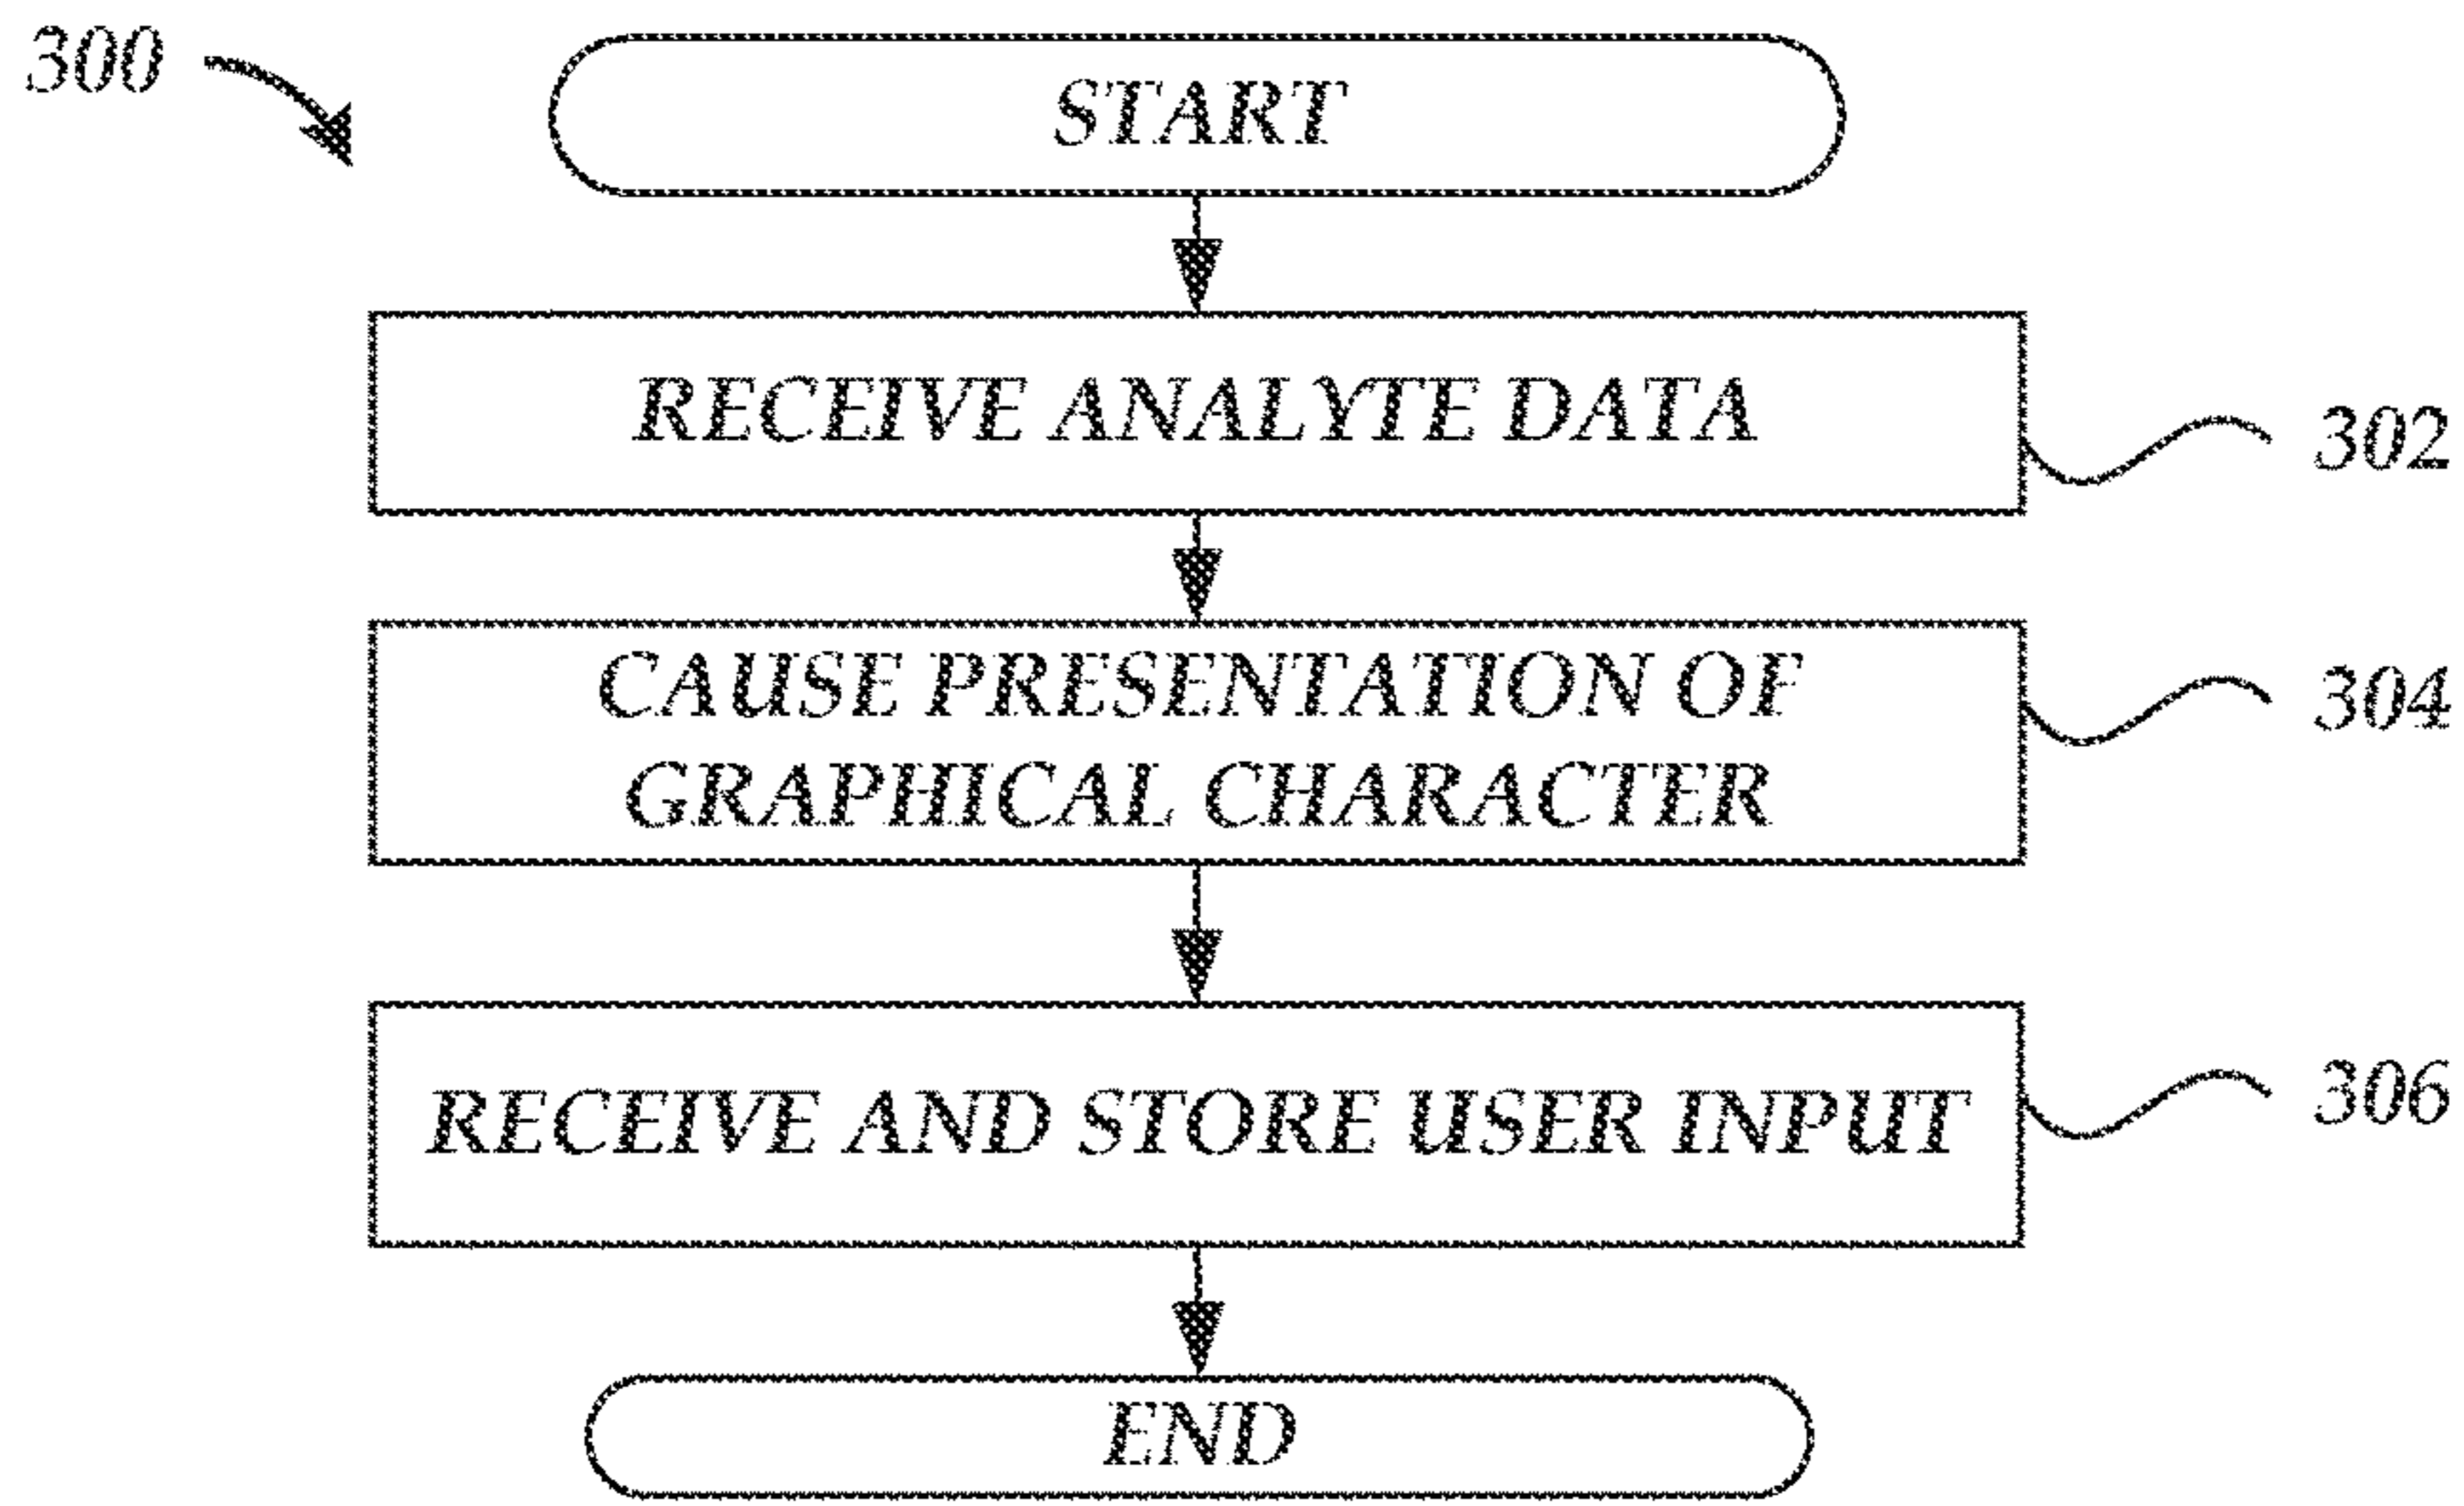 300
START
RECEIVE ANALYTE DATA
302
CAUSE PRESENTATION OF
GRAPHICAL CHARACTER
304
RECEIVE AND STORE USER INPUT
306
END